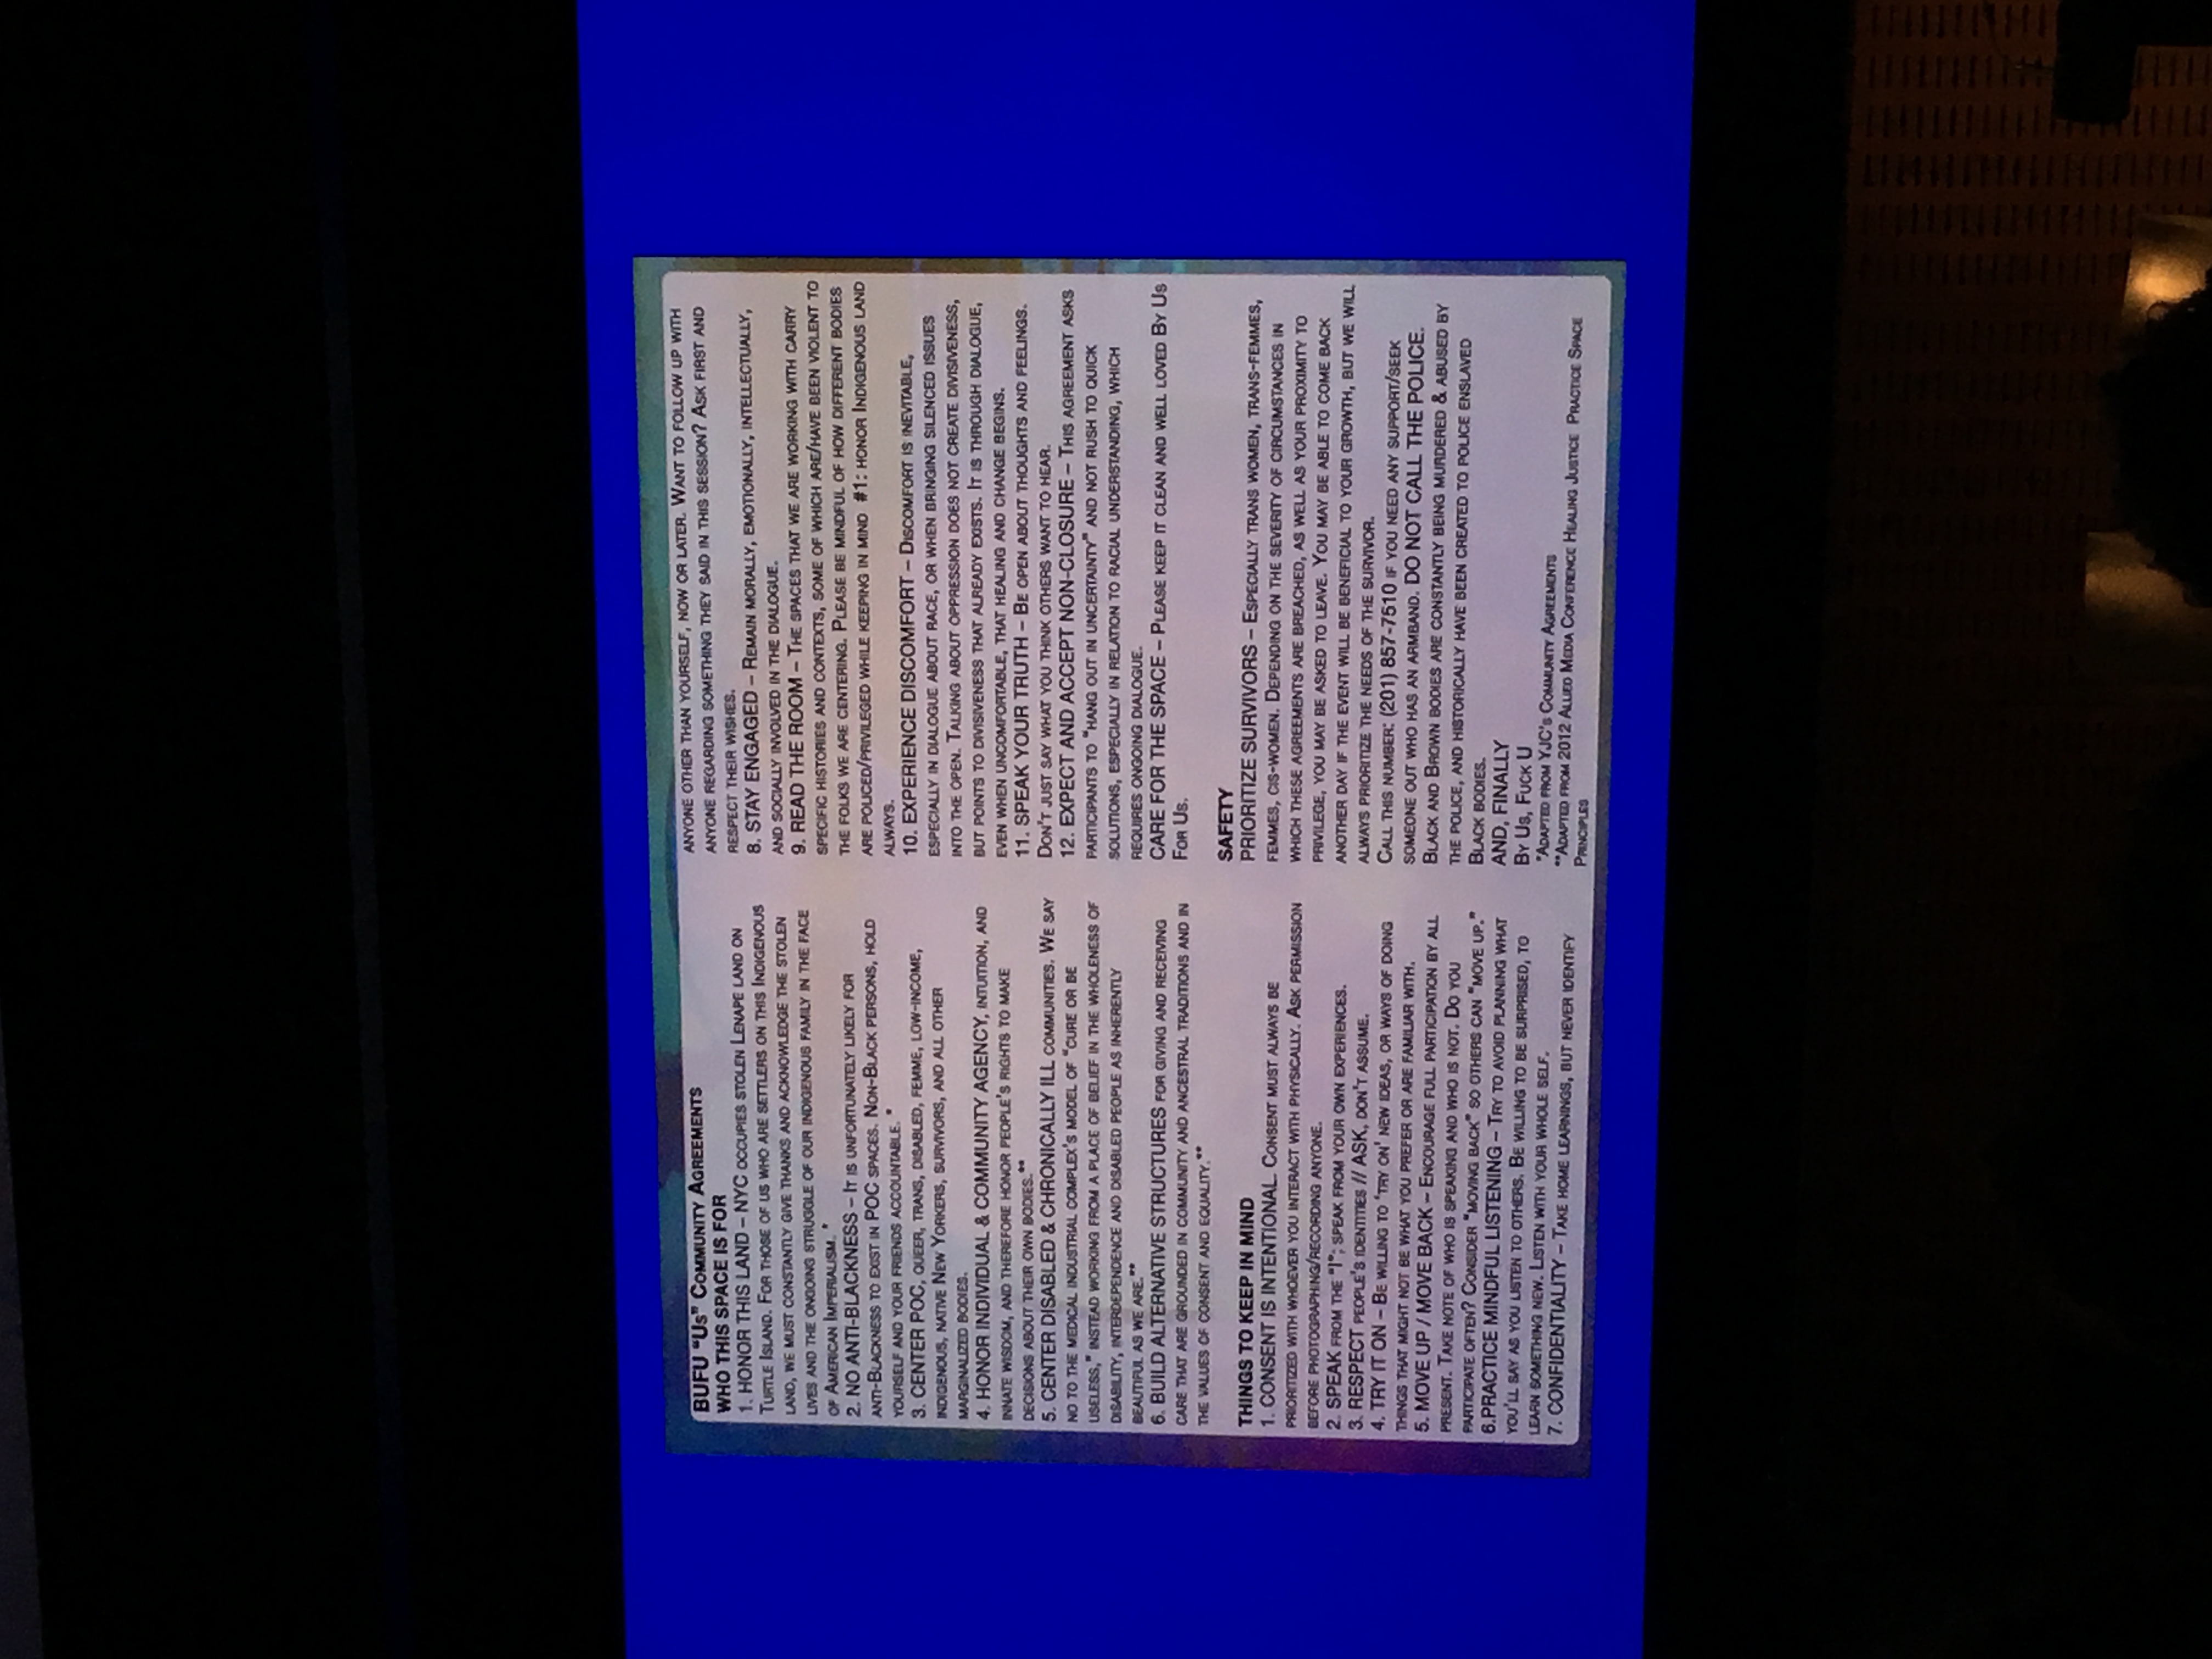 BUFU “Us” Community Agreements
WHO THIS SPACE IS FOR
1. HONOR THIS LAND – NYC occupies stolen Lenape land on
Turtle Island. For those of us who are settlers on this Indigenous
land, we must constantly give thanks and acknowledge the stolen
lives and the ongoing struggle of our indigenous family in the face
of American Imperialism. *
2. NO ANTI-BLACKNESS – It is unfortunately likely for
anti-Blackness to exist in POC spaces. Non-Black persons, hold
yourself and your friends accountable. *
3. CENTER POC, queer, trans, disabled, femme, low-income,
indigenous, native New Yorkers, survivors, and all other
marginalized bodies.
4. HONOR INDIVIDUAL & COMMUNITY AGENCY, intuition, and
innate wisdom, and therefore honor people's rights to make
decisions about their own bodies.**
5. CENTER DISABLED & CHRONICALLY ILL communities. We say
no to the medical industrial complex's model of "cure or be
useless," instead working from a place of belief in the wholeness of
disability, interdependence and disabled people as inherently
beautiful as we are.**
6. BUILD ALTERNATIVE STRUCTURES for giving and receiving
care that are grounded in community and ancestral traditions and in
the values of consent and equality.**
THINGS TO KEEP IN MIND
1. CONSENT IS INTENTIONAL. Consent must always be
prioritized with whoever you interact with physically. Ask permission
before photographing/recording anyone.
2. SPEAK from the "I"; speak from your own experiences.
3. RESPECT people's identities // ASK, don't assume.
4. TRY IT ON – Be willing to 'try on' new ideas, or ways of doing
things that might not be what you prefer or are familiar with.
5. MOVE UP / MOVE BACK – Encourage full participation by all
present. Take note of who is speaking and who is not. Do you
participate often? Consider "moving back" so others can "move up."
6.PRACTICE MINDFUL LISTENING – Try to avoid planning what
you'll say as you listen to others. Be willing to be surprised, to
learn something new. Listen with your whole self.
7. CONFIDENTIALITY – Take home learnings, but never identify
anyone other than yourself, now or later. Want to follow up with
anyone regarding something they said in this session? Ask first and
respect their wishes.
8. STAY ENGAGED – Remain morally, emotionally, intellectually,
and socially involved in the dialogue.
9. READ THE ROOM – The spaces that we are working with carry
specific histories and contexts, some of which are/have been violent to
the folks we are centering. Please be mindful of how different bodies
are policed/privileged while keeping in mind #1: honor Indigenous land
always.
10. EXPERIENCE DISCOMFORT – Discomfort is inevitable,
especially in dialogue about race, or when bringing silenced issues
into the open. Talking about oppression does not create divisiveness,
but points to divisiveness that already exists. It is through dialogue,
even when uncomfortable, that healing and change begins.
11. SPEAK YOUR TRUTH – Be open about thoughts and feelings.
Don't just say what you think others want to hear.
12. EXPECT AND ACCEPT NON-CLOSURE – This agreement asks
participants to "hang out in uncertainty" and not rush to quick
solutions, especially in relation to racial understanding, which
requires ongoing dialogue.
CARE FOR THE SPACE – Please keep it clean and well loved By Us
For Us.
SAFETY
PRIORITIZE SURVIVORS – Especially trans women, trans-femmes,
femmes, cis-women. Depending on the severity of circumstances in
which these agreements are breached, as well as your proximity to
privilege, you may be asked to leave. You may be able to come back
another day if the event will be beneficial to your growth, but we will
always prioritize the needs of the survivor.
Call this number: (201) 857-7510 if you need any support/seek
someone out who has an armband. DO NOT CALL THE POLICE.
Black and Brown bodies are constantly being murdered & abused by
the police, and historically have been created to police enslaved
Black bodies.
AND, FINALLY
By Us, Fuck U
*Adapted from YJC's Community Agreements
**Adapted from 2012 Allied Media Conference Healing Justice Practice Space
Principles